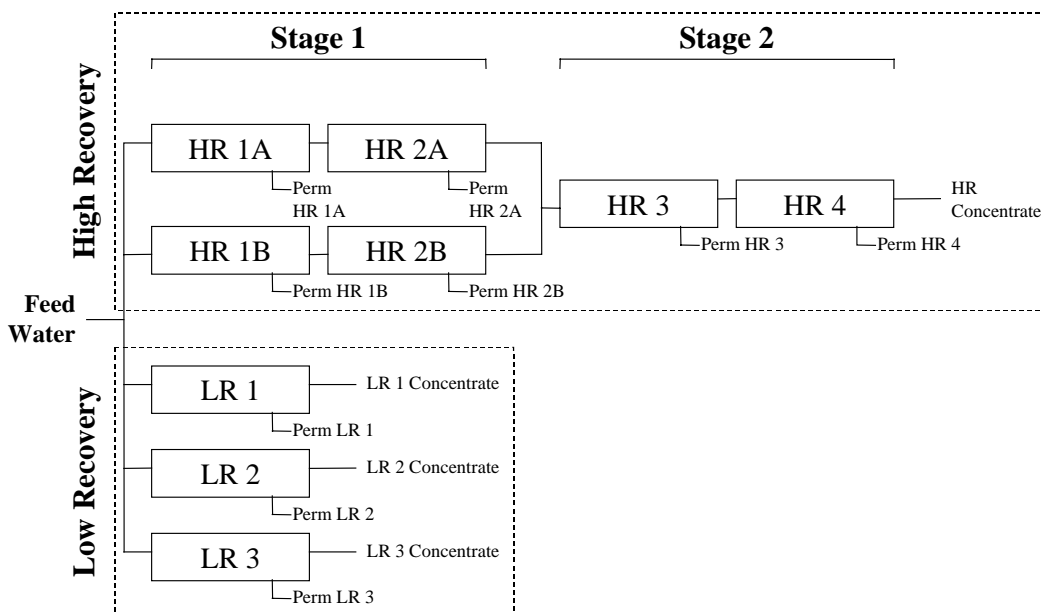 Stage 1
Stage 2
High Recovery
HR 1A
HR 2A
Perm
HR 1A
Perm
HR 2A
HR 3
HR 4
HR
Concentrate
Perm HR 3
Perm HR 4
HR 1B
HR 2B
Perm HR 1B
Perm HR 2B
Feed
Water
Low Recovery
LR 1
LR 1 Concentrate
Perm LR 1
LR 2
LR 2 Concentrate
Perm LR 2
LR 3
LR 3 Concentrate
Perm LR 3